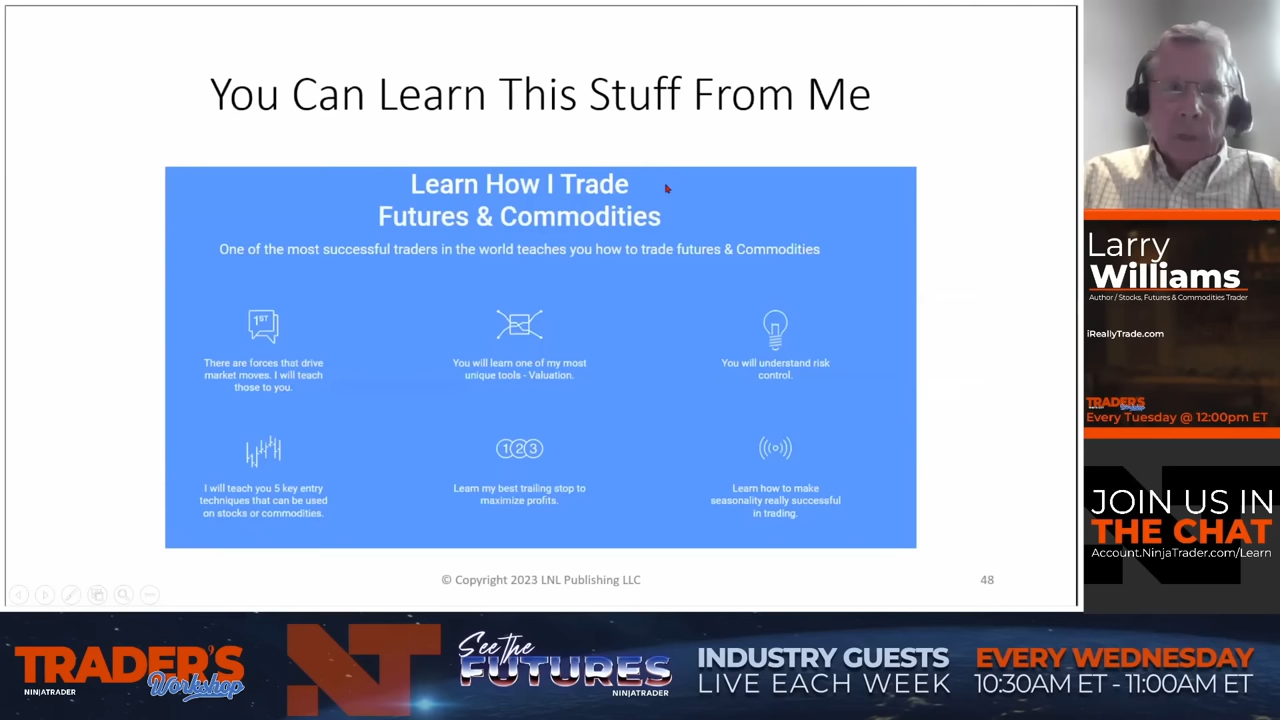 You Can Learn This Stuff From Me
Learn How I Trade
Futures & Commodities
One of the most successful traders in the world teaches you how to trade futures & Commodities
1ST
There are forces that drive
market moves. I will teach
those to you.
You will learn one of my most
unique tools - Valuation.
You will understand risk
control.
I will teach you 5 key entry
techniques that can be used
on stocks or commodities.
1 2 3
Learn my best trailing stop to
maximize profits.
Learn how to make
seasonality really successful
in trading.
© Copyright 2023 LNL Publishing LLC
48
Larry
Williams
Author / Stocks, Futures & Commodities Trader
iReallyTrade.com
TRADER'S
Workshop
Every Tuesday @ 12:00pm ET
JOIN US IN
THE CHAT
Account.NinjaTrader.com/Learn
TRADER'S
Workshop
NINJATRADER
NT
See the
FUTURES
NINJATRADER
INDUSTRY GUESTS
LIVE EACH WEEK
EVERY WEDNESDAY
10:30AM ET - 11:00AM ET